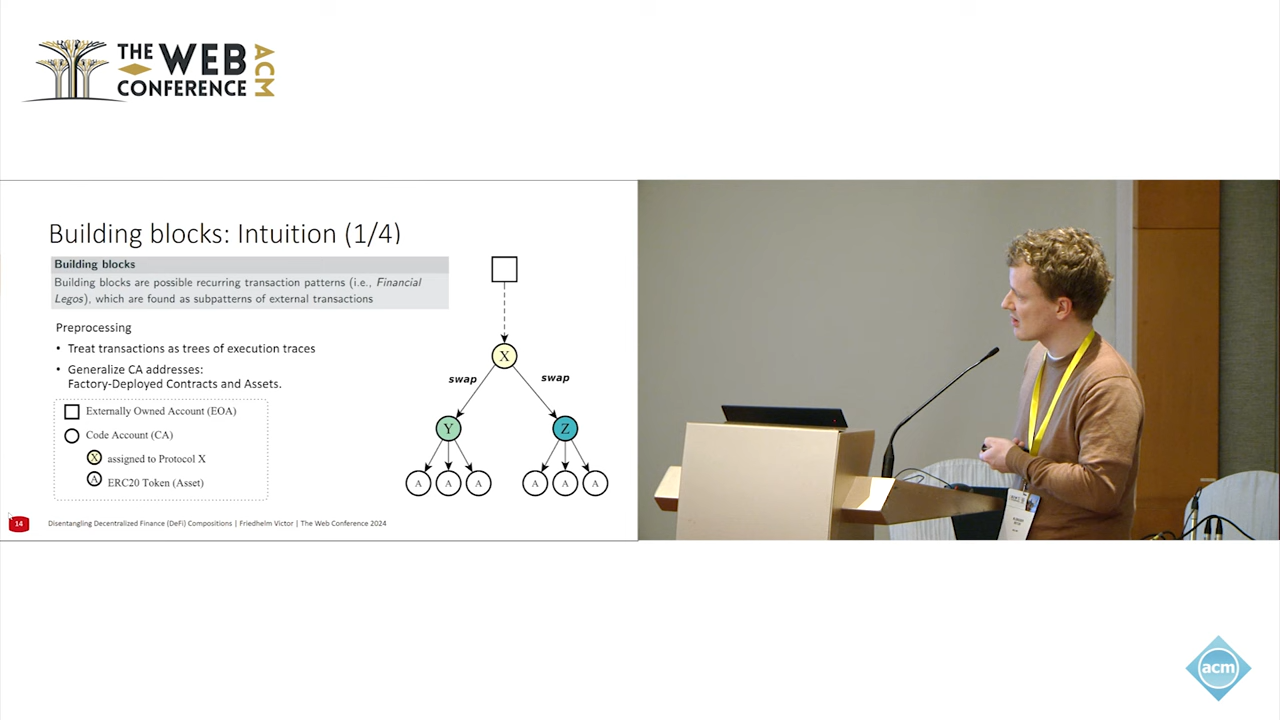 THE WEB
CONFERENCE
ACM
Building blocks: Intuition (1/4)
Building blocks
Building blocks are possible recurring transaction patterns (i.e., Financial
Legos), which are found as subpatterns of external transactions
Preprocessing
• Treat transactions as trees of execution traces
• Generalize CA addresses:
Factory-Deployed Contracts and Assets.
Externally Owned Account (EOA)
Code Account (CA)
X assigned to Protocol X
A ERC20 Token (Asset)
X
swap swap
Y Z
A A A A A A
14 Disentangling Decentralized Finance (DeFi) Compositions | Friedhelm Victor | The Web Conference 2024
acm